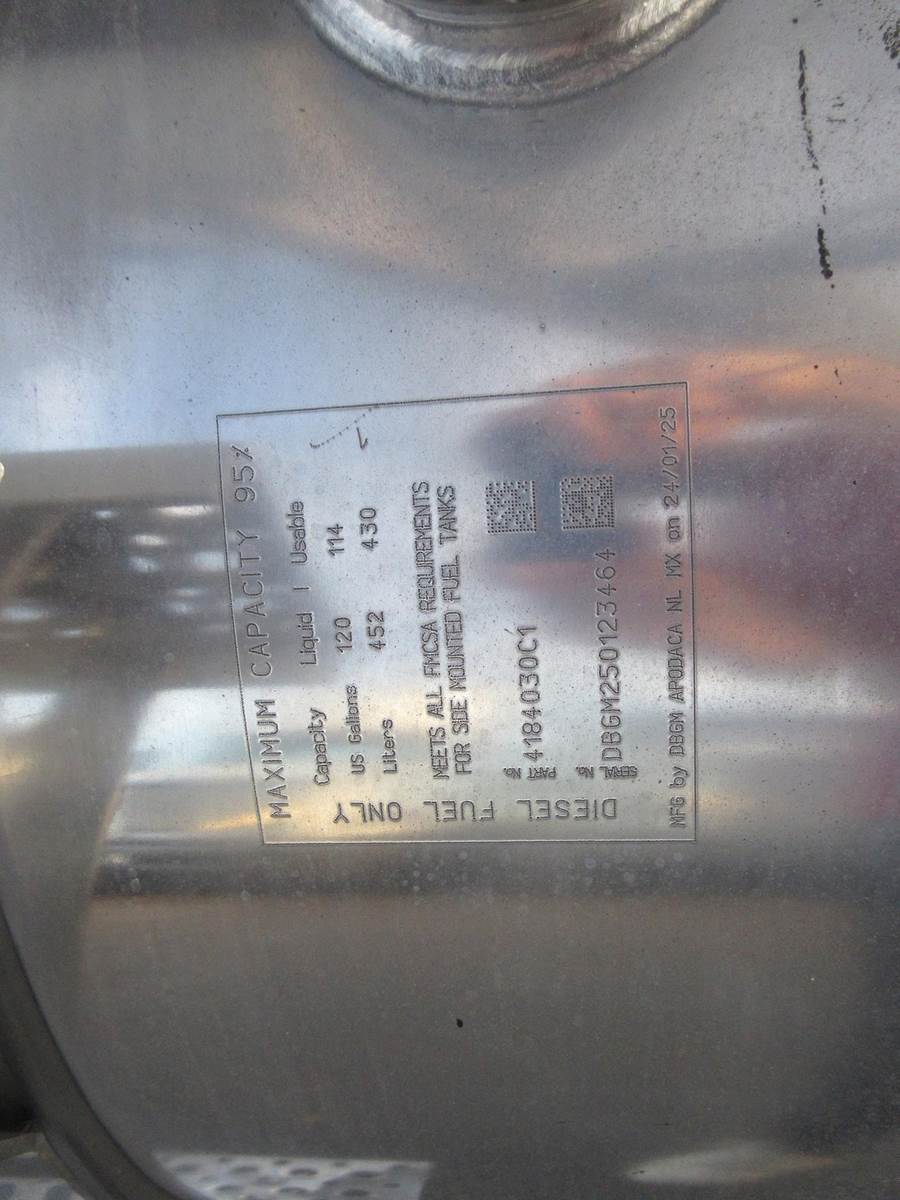 MAXIMUM CAPACITY 95%
Capacity Liquid | Usable
US Gallons 120 114
Liters 452 430
MEETS ALL FMCSA REQUIREMENTS
FOR SIDE MOUNTED FUEL TANKS
PART No. 4184030C1
SERIAL No. DBGM250123464
MFG by DBGM APODACA NL MX on 24/01/25
DIESEL FUEL ONLY